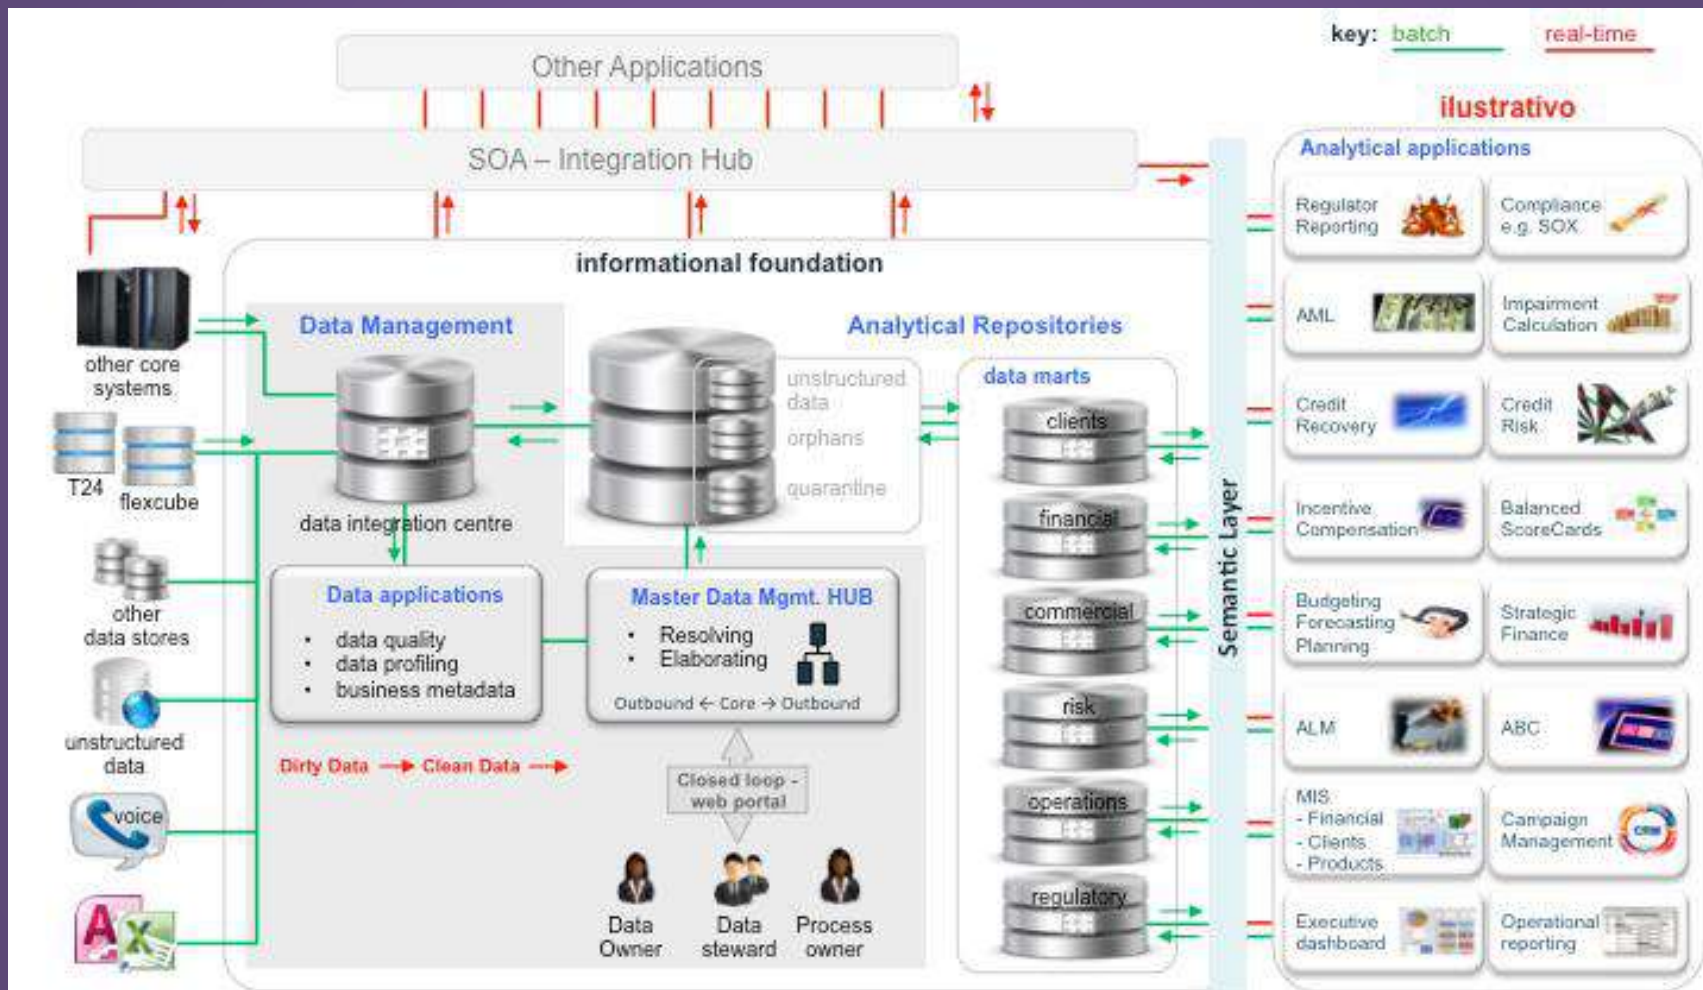 key: batch real-time
Other Applications
ilustrativo
SOA – Integration Hub
Analytical applications
Regulator
Reporting
Compliance
e.g. SOX
AML
Impairment
Calculation
Credit
Recovery
Credit
Risk
Incentive
Compensation
Balanced
ScoreCards
Budgeting
Forecasting
Planning
Strategic
Finance
ALM
ABC
MIS
- Financial
- Clients
- Products
Campaign
Management
CRM
Executive
dashboard
Operational
reporting
Semantic Layer
informational foundation
Data Management
Analytical Repositories
other core
systems
T24
flexcube
other
data stores
unstructured
data
voice
A X
data integration centre
unstructured
data
orphans
quarantine
data marts
clients
financial
commercial
risk
operations
regulatory
Data applications
• data quality
• data profiling
• business metadata
Master Data Mgmt. HUB
• Resolving
• Elaborating
Outbound ← Core → Outbound
Dirty Data → Clean Data →
Closed loop -
web portal
Data
Owner
Data
steward
Process
owner